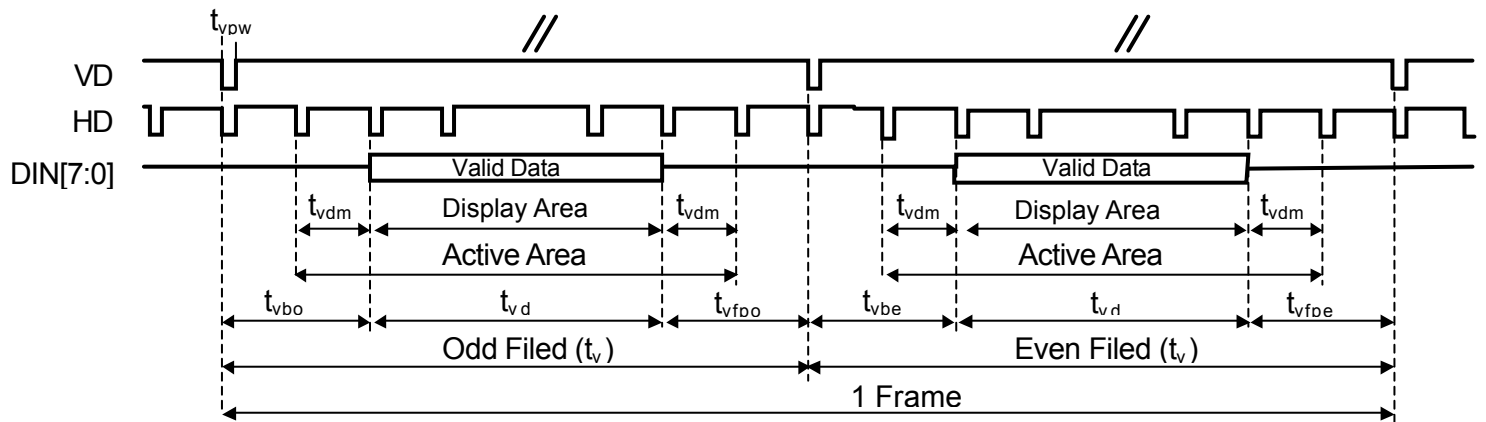 tvpw
VD
HD
DIN[7:0]
Valid Data
Valid Data
tvdm
Display Area
tvdm
tvdm
Display Area
tvdm
Active Area
Active Area
tvbo
tvd
tvfpo
tvbe
tvd
tvfpe
Odd Filed (tv)
Even Filed (tv)
1 Frame